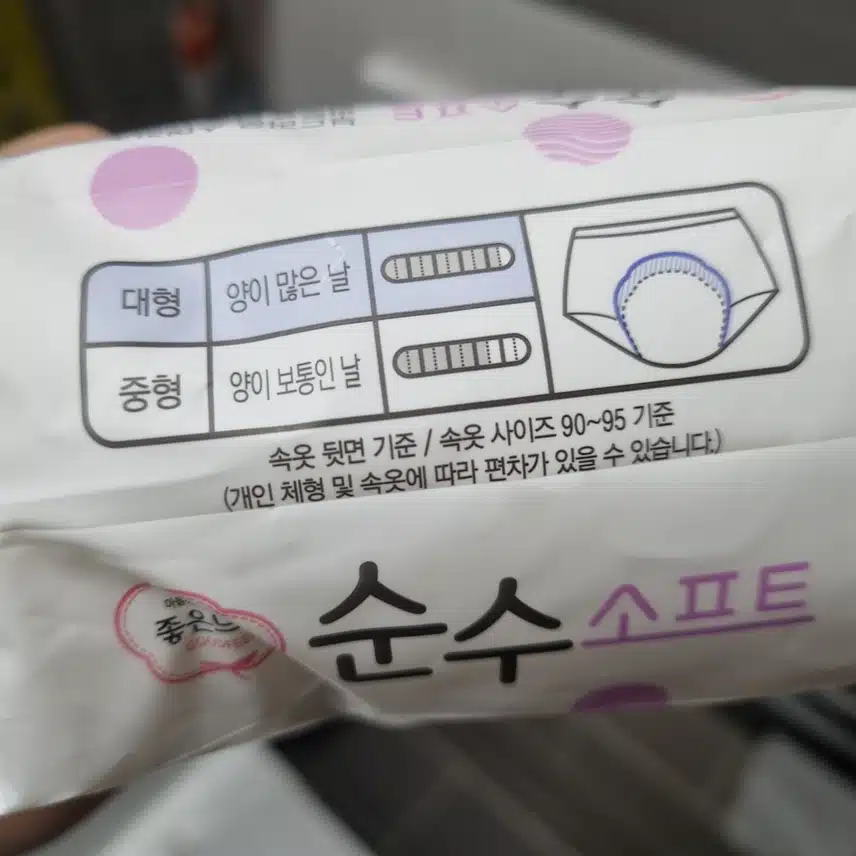 소프트
대형 양이 많은 날
중형 양이 보통인 날
속옷 뒷면 기준 / 속옷 사이즈 90~95 기준
(개인 체형 및 속옷에 따라 편차가 있을 수 있습니다.)
좋은느
순수소프트